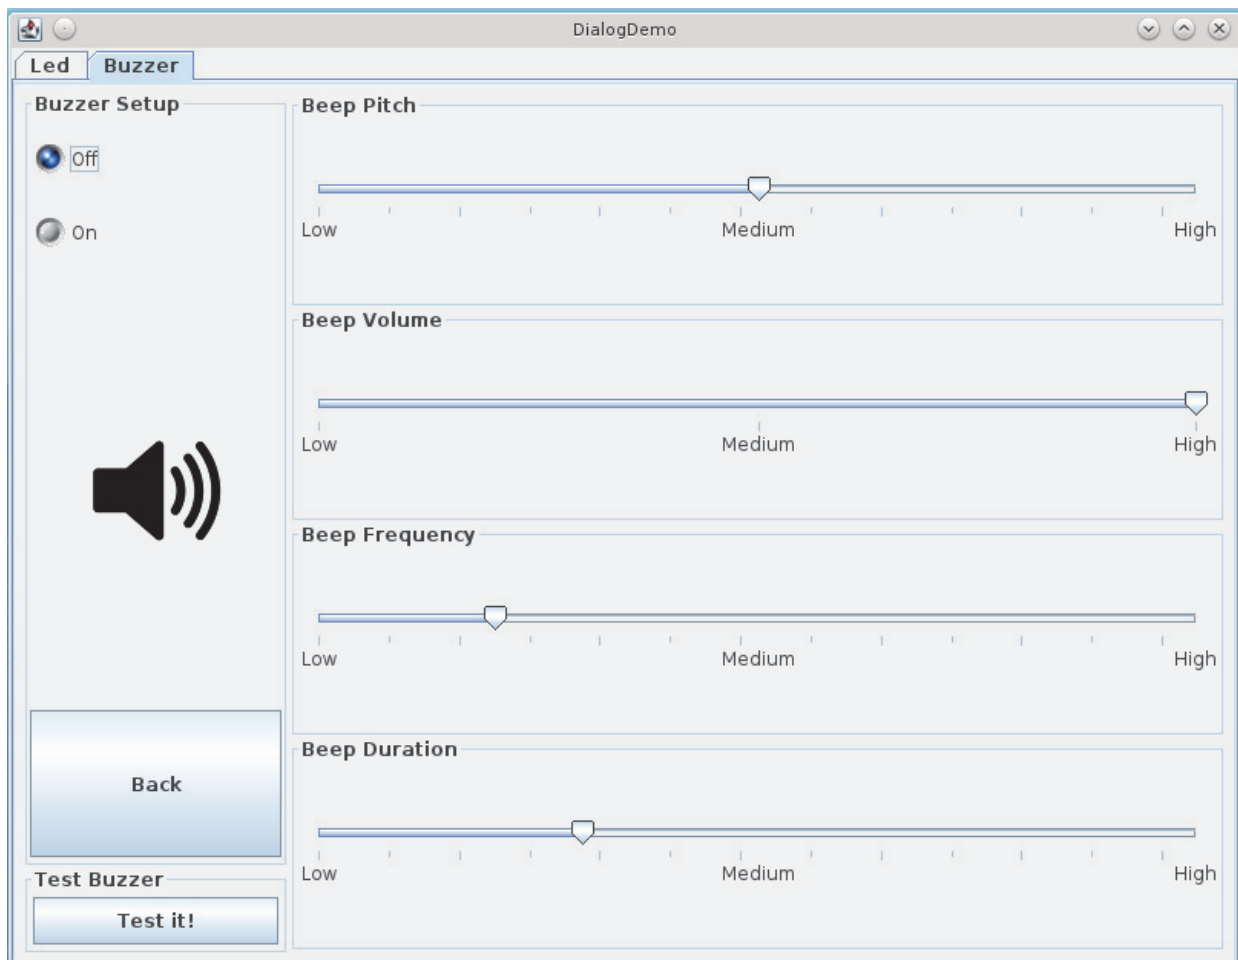 DialogDemo
Led Buzzer
Buzzer Setup
Off
On
Back
Test Buzzer
Test it!
Beep Pitch
Low Medium High
Beep Volume
Low Medium High
Beep Frequency
Low Medium High
Beep Duration
Low Medium High